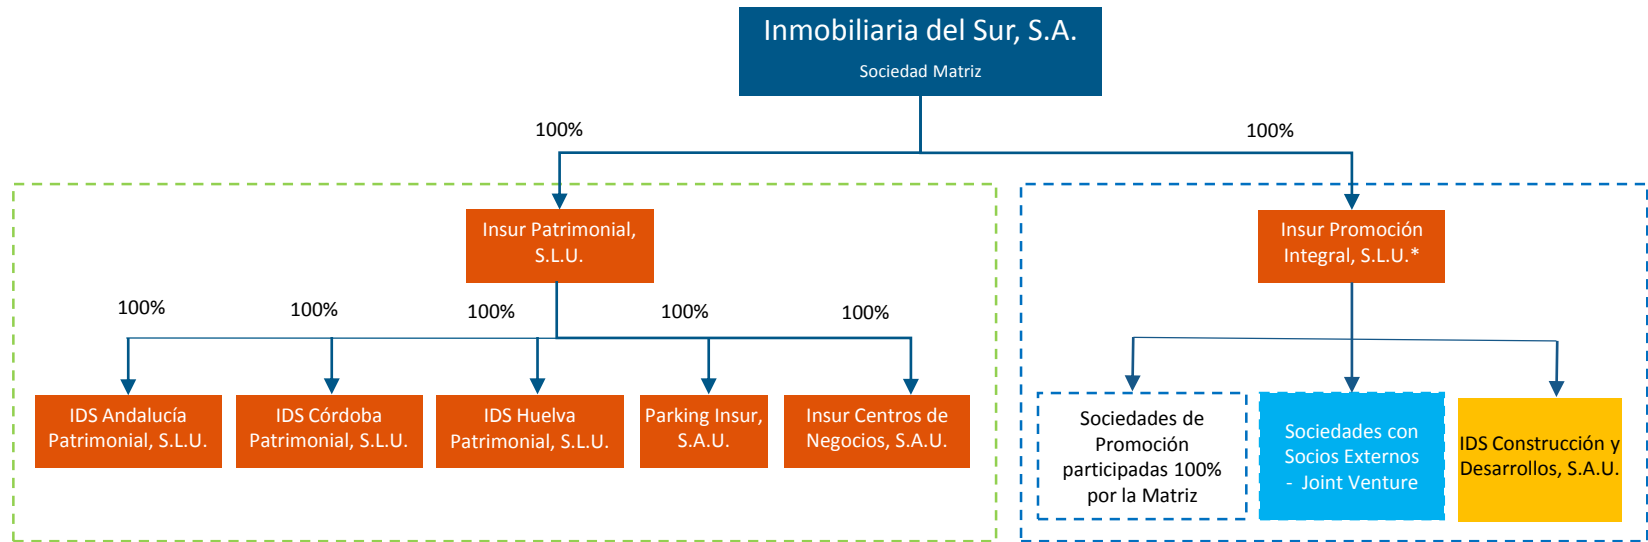 Inmobiliaria del Sur, S.A.
Sociedad Matriz
100%
100%
Insur Patrimonial,
S.L.U.
Insur Promoción
Integral, S.L.U.*
100%
100%
100%
100%
100%
IDS Andalucía
Patrimonial, S.L.U.
IDS Córdoba
Patrimonial, S.L.U.
IDS Huelva
Patrimonial, S.L.U.
Parking Insur,
S.A.U.
Insur Centros de
Negocios, S.A.U.
Sociedades de
Promoción
participadas 100%
por la Matriz
Sociedades con
Socios Externos
- Joint Venture
IDS Construcción y
Desarrollos, S.A.U.